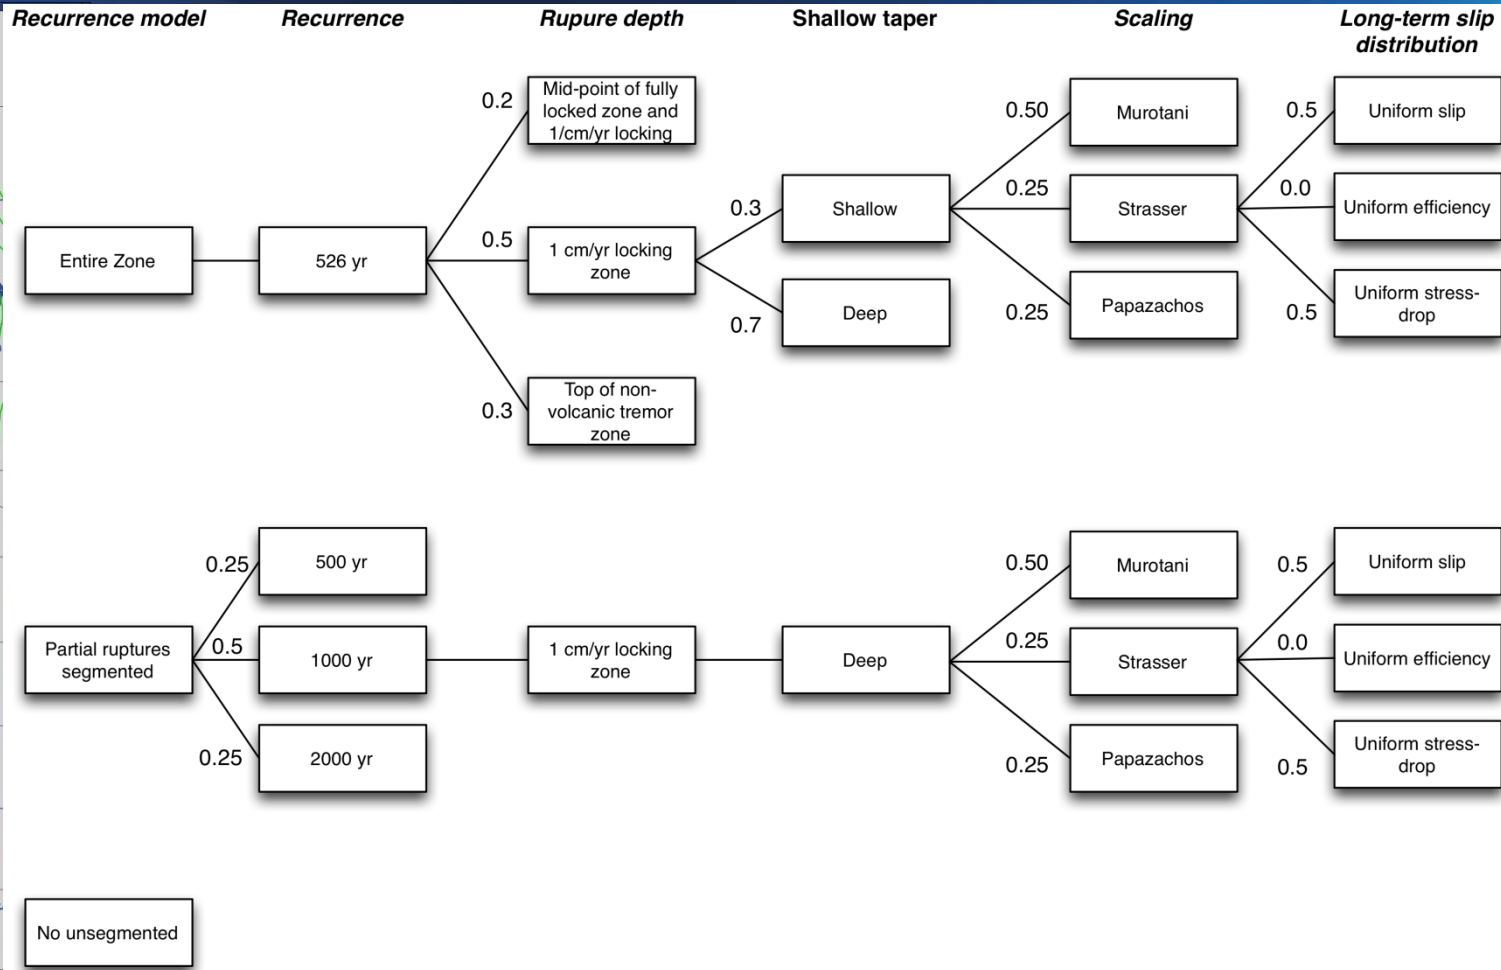 Recurrence model
Recurrence
Rupure depth
Shallow taper
Scaling
Long-term slip
distribution
0.2
Mid-point of fully
locked zone and
1/cm/yr locking
0.50
Murotani
0.5
Uniform slip
0.3
Shallow
0.25
Strasser
0.0
Uniform efficiency
Entire Zone
526 yr
0.5
1 cm/yr locking
zone
0.7
Deep
0.25
Papazachos
0.5
Uniform stress-
drop
0.3
Top of non-
volcanic tremor
zone
0.25
500 yr
0.50
Murotani
0.5
Uniform slip
Partial ruptures
segmented
0.5
1000 yr
1 cm/yr locking
zone
Deep
0.25
Strasser
0.0
Uniform efficiency
0.25
2000 yr
0.25
Papazachos
0.5
Uniform stress-
drop
No unsegmented